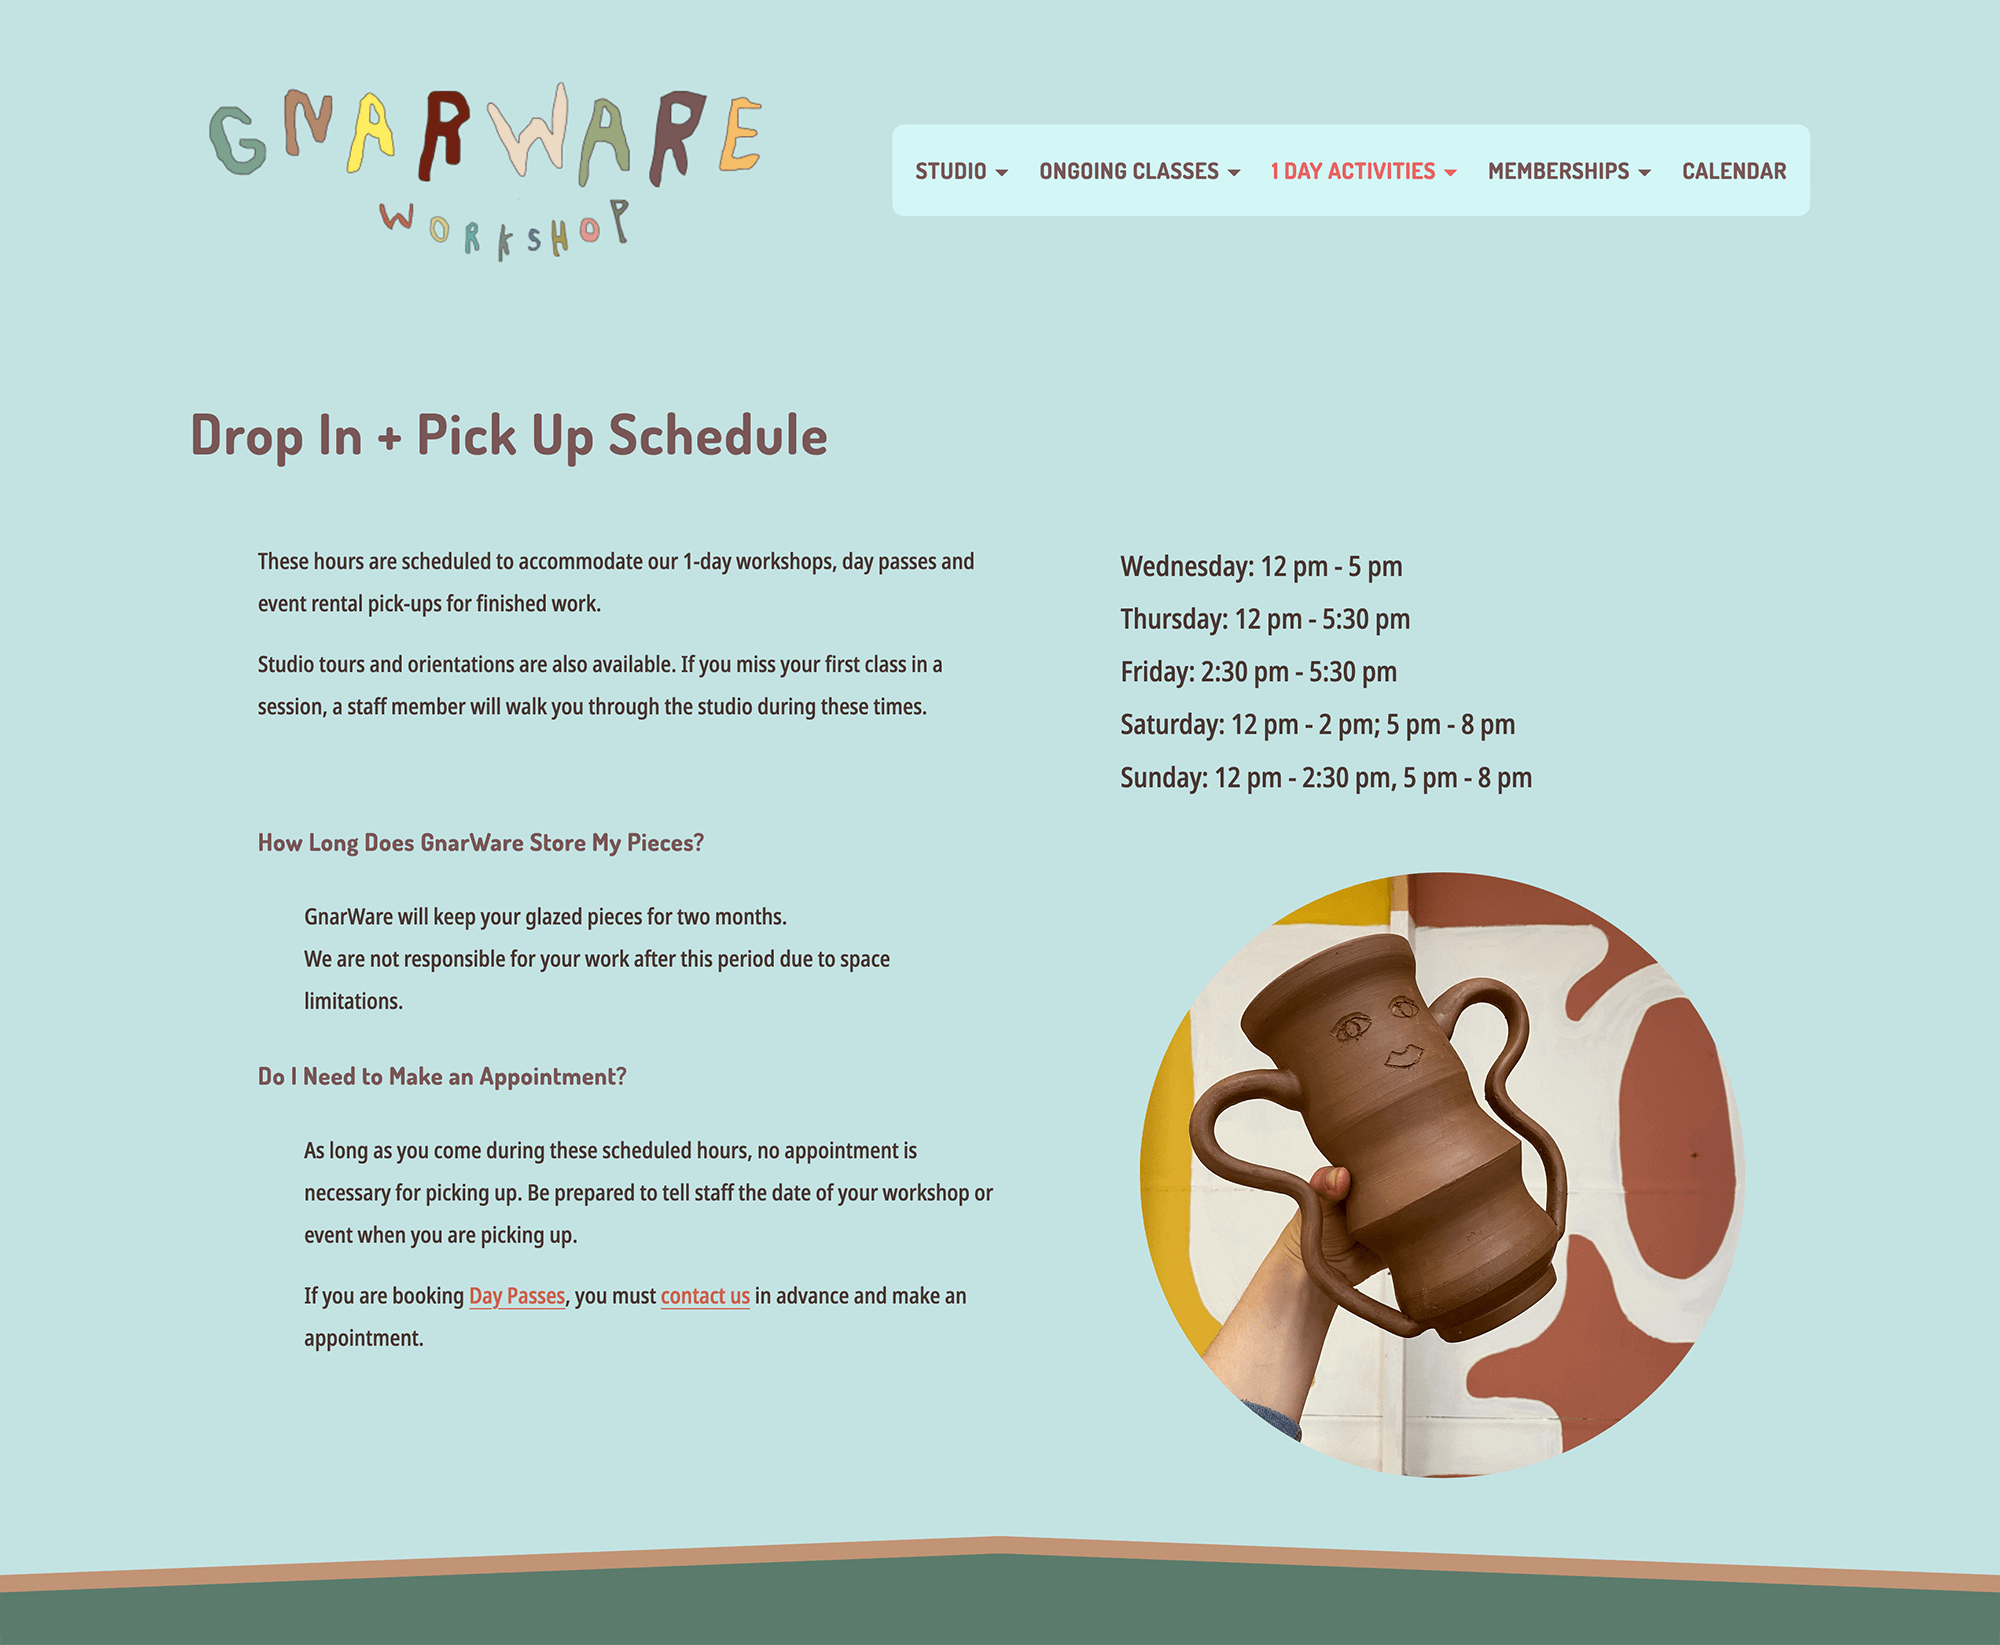 GNARWARE
WORKSHOP
STUDIO ONGOING CLASSES 1 DAY ACTIVITIES MEMBERSHIPS CALENDAR
Drop In + Pick Up Schedule
These hours are scheduled to accommodate our 1-day workshops, day passes and
event rental pick-ups for finished work.
Studio tours and orientations are also available. If you miss your first class in a
session, a staff member will walk you through the studio during these times.
How Long Does GnarWare Store My Pieces?
GnarWare will keep your glazed pieces for two months.
We are not responsible for your work after this period due to space
limitations.
Do I Need to Make an Appointment?
As long as you come during these scheduled hours, no appointment is
necessary for picking up. Be prepared to tell staff the date of your workshop or
event when you are picking up.
If you are booking Day Passes, you must contact us in advance and make an
appointment.
Wednesday: 12 pm - 5 pm
Thursday: 12 pm - 5:30 pm
Friday: 2:30 pm - 5:30 pm
Saturday: 12 pm - 2 pm; 5 pm - 8 pm
Sunday: 12 pm - 2:30 pm, 5 pm - 8 pm